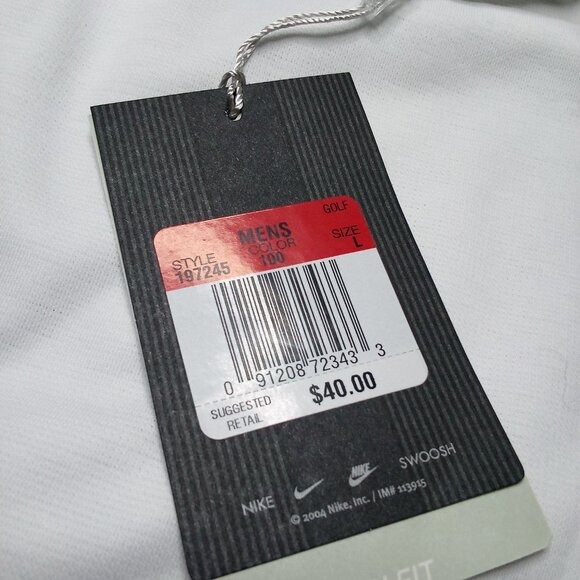 GOLF
MENS
STYLE COLOR SIZE
197245 100 L
0 91208 72343 3
SUGGESTED RETAIL $40.00
NIKE NIKE SWOOSH
© 2004 Nike, Inc. / IM# 113915
FIT